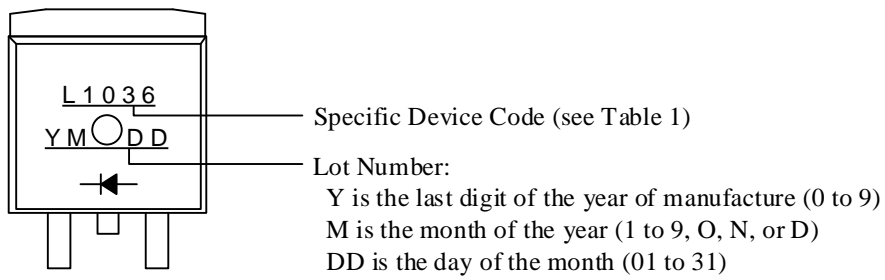 L1036
YM DD
Specific Device Code (see Table 1)
Lot Number:
Y is the last digit of the year of manufacture (0 to 9)
M is the month of the year (1 to 9, O, N, or D)
DD is the day of the month (01 to 31)